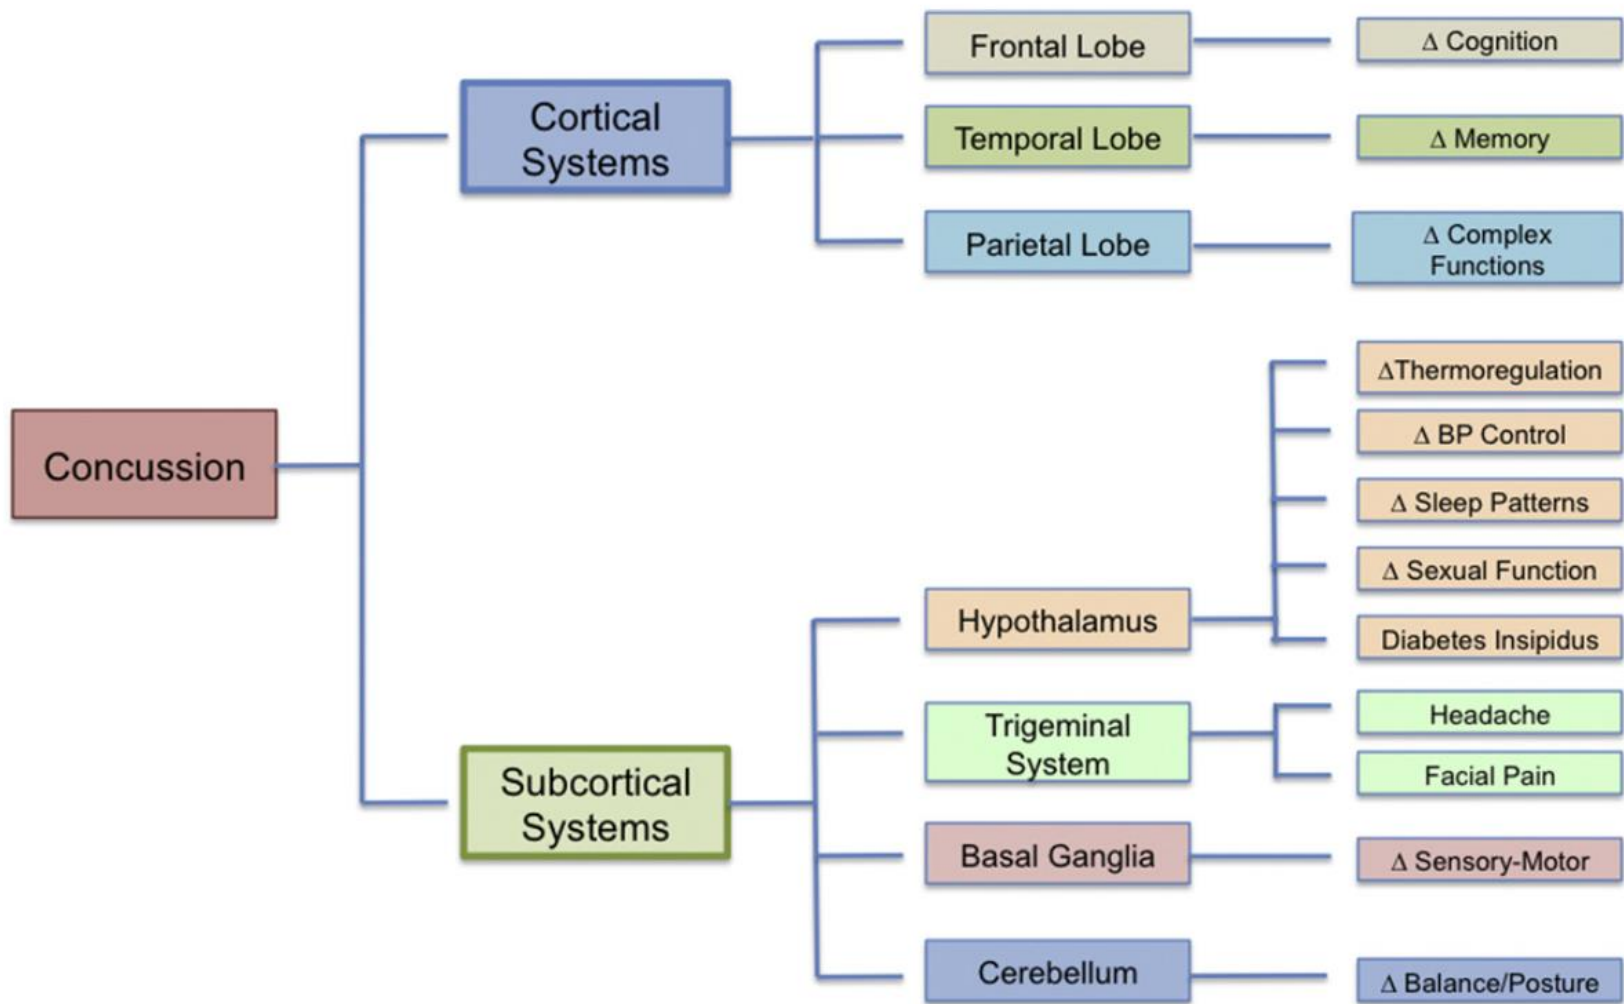 Frontal Lobe
Δ Cognition
Cortical
Systems
Temporal Lobe
Δ Memory
Parietal Lobe
Δ Complex
Functions
ΔThermoregulation
Concussion
Δ BP Control
Δ Sleep Patterns
Δ Sexual Function
Hypothalamus
Diabetes Insipidus
Trigeminal
System
Headache
Facial Pain
Subcortical
Systems
Basal Ganglia
Δ Sensory-Motor
Cerebellum
Δ Balance/Posture